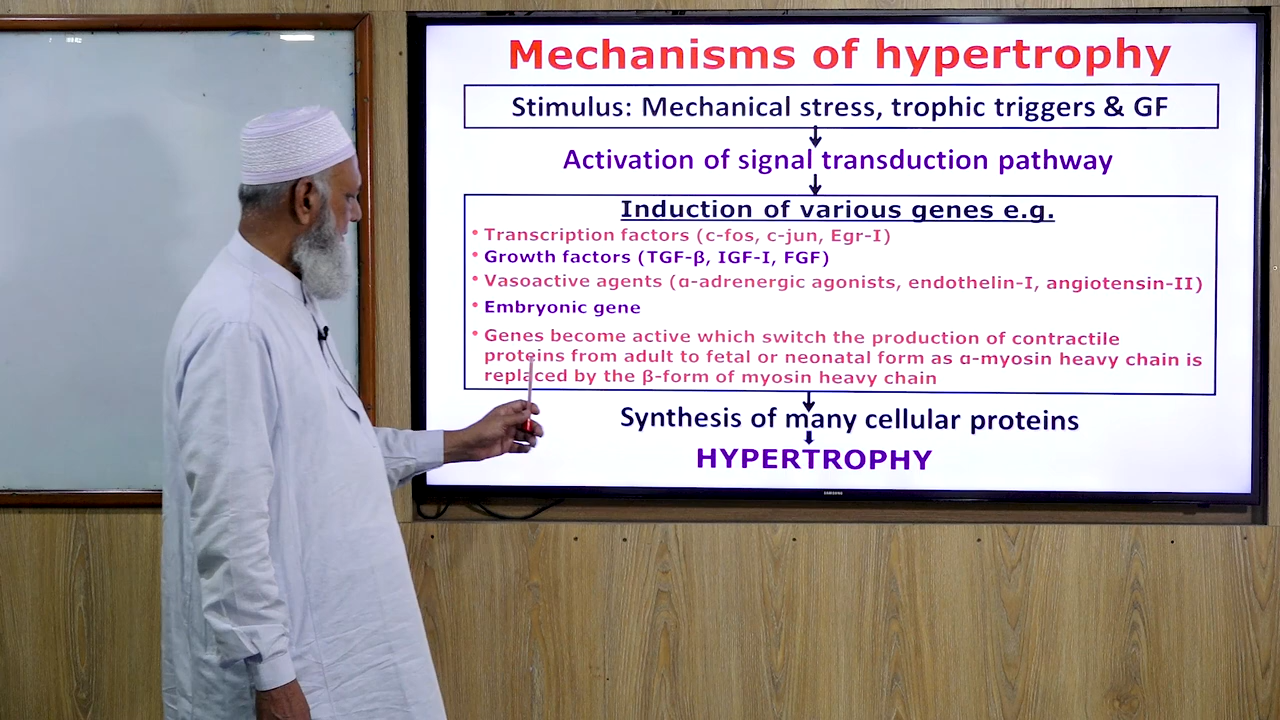 Mechanisms of hypertrophy
Stimulus: Mechanical stress, trophic triggers & GF
Activation of signal transduction pathway
Induction of various genes e.g.
• Transcription factors (c-fos, c-jun, Egr-I)
• Growth factors (TGF-β, IGF-I, FGF)
• Vasoactive agents (α-adrenergic agonists, endothelin-I, angiotensin-II)
• Embryonic gene
• Genes become active which switch the production of contractile
proteins from adult to fetal or neonatal form as α-myosin heavy chain is
replaced by the β-form of myosin heavy chain
Synthesis of many cellular proteins
HYPERTROPHY
SAMSUNG